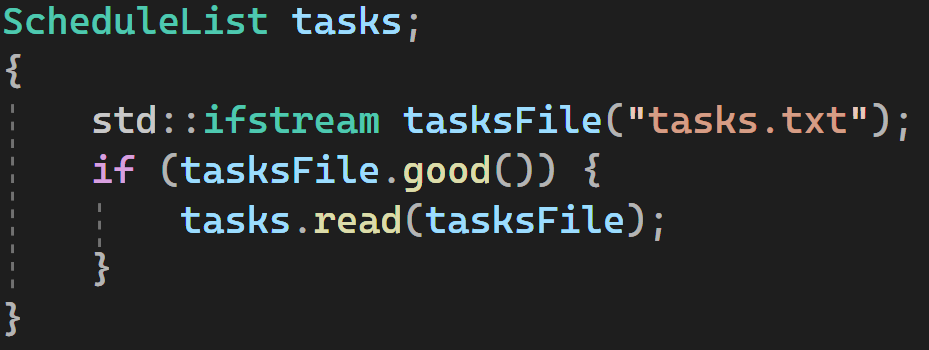 ScheduleList tasks;
{
    std::ifstream tasksFile("tasks.txt");
    if (tasksFile.good()) {
        tasks.read(tasksFile);
    }
}